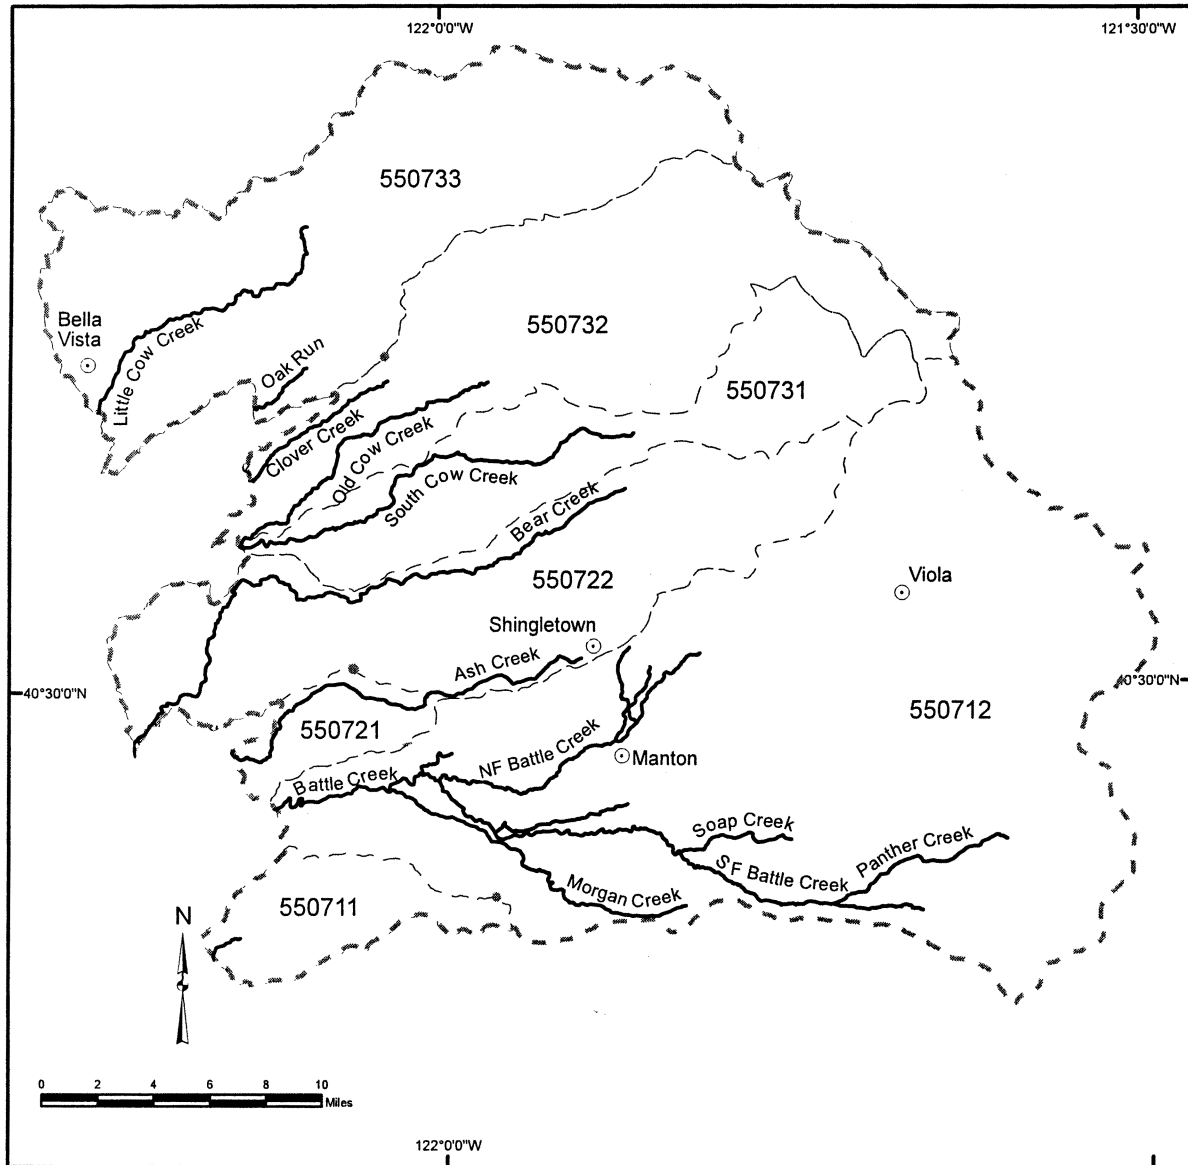 122°0'0"W
121°30'0"W
550733
Bella
Vista
Little Cow Creek
550732
Oak Run
550731
Clover Creek
Old Cow Creek
South Cow Creek
Bear Creek
550722
Viola
Shingletown
Ash Creek
40°30'0"N
0°30'0"N
550721
550712
NF Battle Creek
Manton
Battle Creek
Soap Creek
Panther Creek
SF Battle Creek
Morgan Creek
550711
N
0 2 4 6 8 10
Miles
122°0'0"W